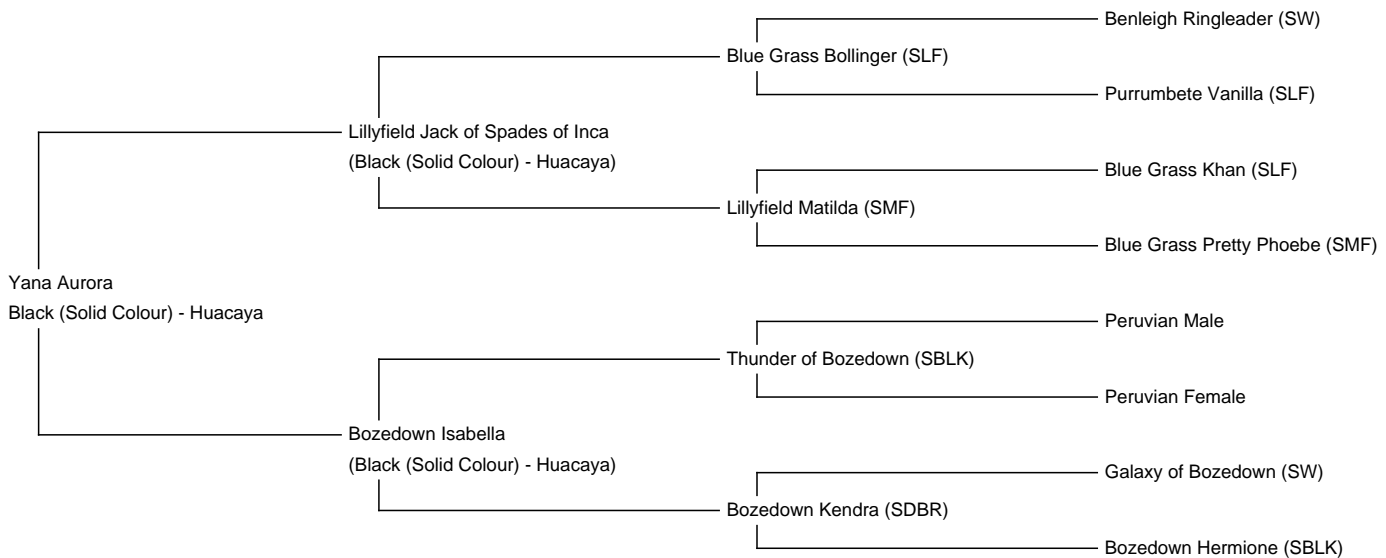 Benleigh Ringleader (SW)
Blue Grass Bollinger (SLF)
Purrumbete Vanilla (SLF)
Lillyfield Jack of Spades of Inca
(Black (Solid Colour) - Huacaya)
Blue Grass Khan (SLF)
Lillyfield Matilda (SMF)
Blue Grass Pretty Phoebe (SMF)
Yana Aurora
Black (Solid Colour) - Huacaya
Peruvian Male
Thunder of Bozedown (SBLK)
Peruvian Female
Bozedown Isabella
(Black (Solid Colour) - Huacaya)
Galaxy of Bozedown (SW)
Bozedown Kendra (SDBR)
Bozedown Hermione (SBLK)